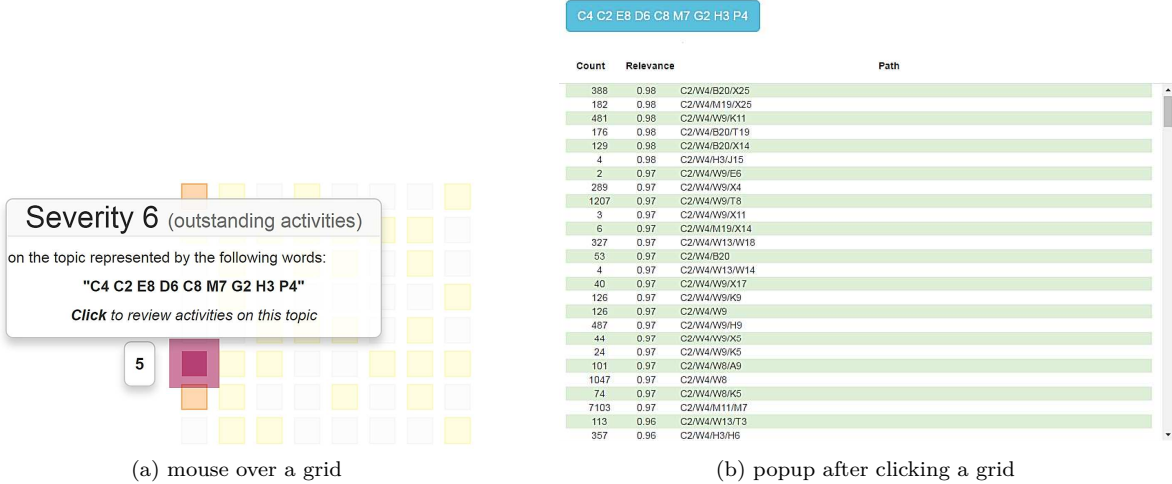 Severity 6 (outstanding activities)
on the topic represented by the following words:
"C4 C2 E8 D6 C8 M7 G2 H3 P4"
Click to review activities on this topic
5
(a) mouse over a grid
C4 C2 E8 D6 C8 M7 G2 H3 P4
Count Relevance Path
388 0.98 C2/W4/B20/X25
182 0.98 C2/W4/M19/X25
481 0.98 C2/W4/W9/K11
176 0.98 C2/W4/B20/T19
129 0.98 C2/W4/B20/X14
4 0.98 C2/W4/H3/J15
2 0.97 C2/W4/W9/E6
289 0.97 C2/W4/W9/X4
1207 0.97 C2/W4/W9/T8
3 0.97 C2/W4/W9/X11
6 0.97 C2/W4/M19/X14
327 0.97 C2/W4/W13/W18
53 0.97 C2/W4/B20
4 0.97 C2/W4/W13/W14
40 0.97 C2/W4/W9/X17
126 0.97 C2/W4/W9/K9
126 0.97 C2/W4/W9
487 0.97 C2/W4/W9/H9
44 0.97 C2/W4/W9/X5
24 0.97 C2/W4/W9/K5
101 0.97 C2/W4/W8/A9
1047 0.97 C2/W4/W8
74 0.97 C2/W4/W8/K5
7103 0.97 C2/W4/M11/M7
113 0.96 C2/W4/W13/T3
357 0.96 C2/W4/H3/H6
(b) popup after clicking a grid